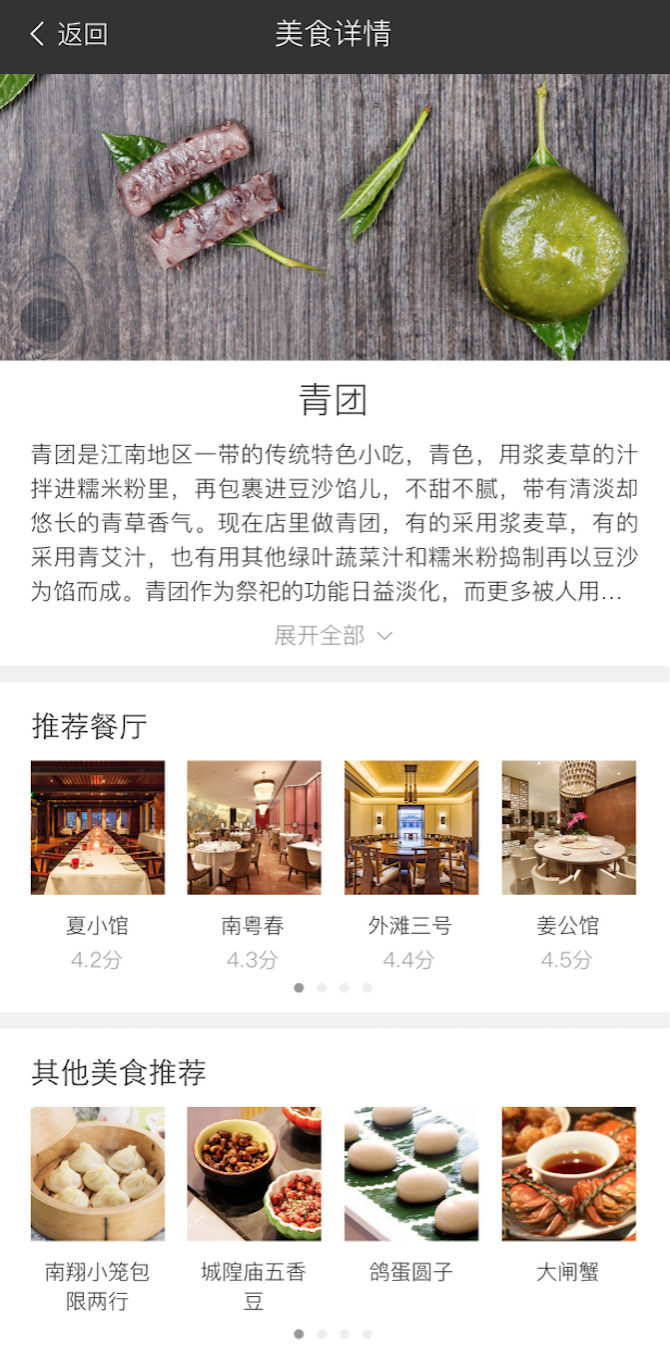 返回 美食详情
青团
青团是江南地区一带的传统特色小吃，青色，用浆麦草的汁
拌进糯米粉里，再包裹进豆沙馅儿，不甜不腻，带有清淡却
悠长的青草香气。现在店里做青团，有的采用浆麦草，有的
采用青艾汁，也有用其他绿叶蔬菜汁和糯米粉捣制再以豆沙
为馅而成。青团作为祭祀的功能日益淡化，而更多被人用...
展开全部
推荐餐厅
夏小馆 南粤春 外滩三号 姜公馆
4.2分 4.3分 4.4分 4.5分
其他美食推荐
南翔小笼包 城隍庙五香 鸽蛋圆子 大闸蟹
限两行 豆